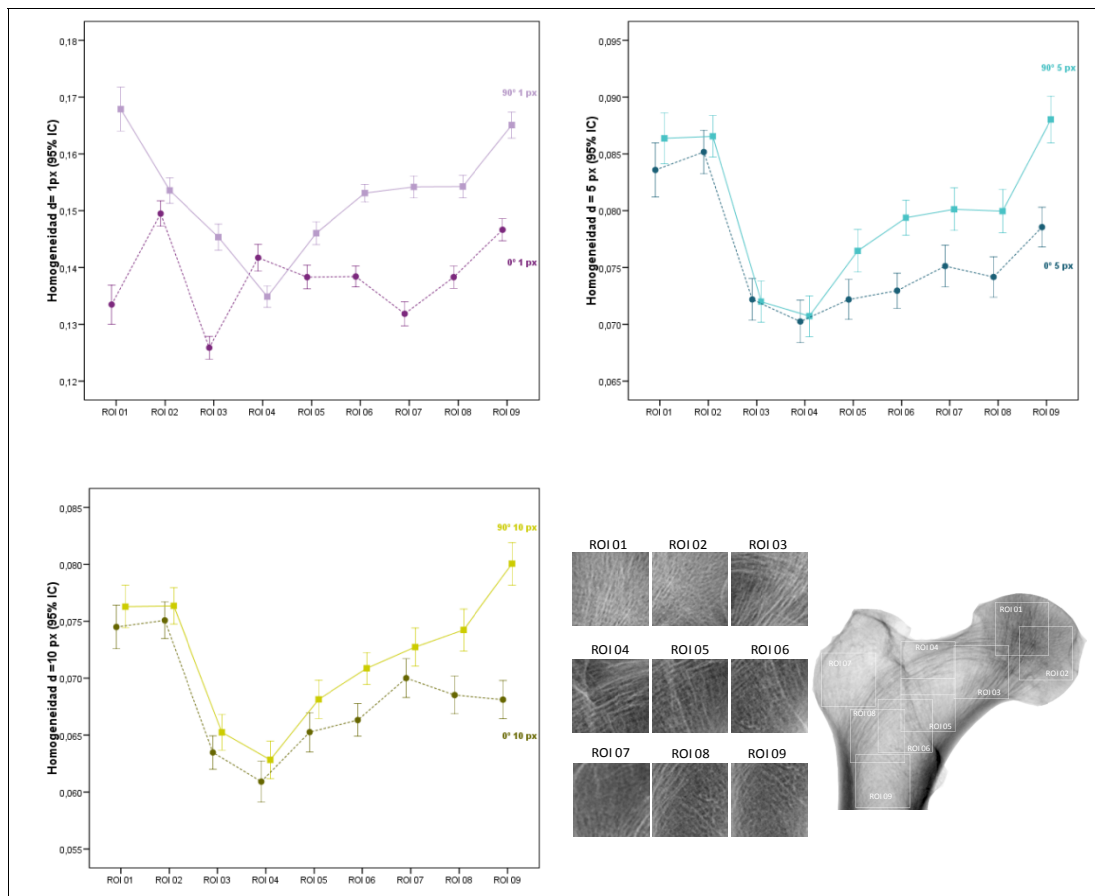 0,18
0,17
0,16
0,15
0,14
0,13
0,12
Homogeneidad d= 1px (95% IC)
90º 1 px
0º 1 px
ROI 01 ROI 02 ROI 03 ROI 04 ROI 05 ROI 06 ROI 07 ROI 08 ROI 09
0,095
0,090
0,085
0,080
0,075
0,070
0,065
Homogeneidad d = 5 px (95% IC)
90º 5 px
0º 5 px
ROI 01 ROI 02 ROI 03 ROI 04 ROI 05 ROI 06 ROI 07 ROI 08 ROI 09
0,085
0,080
0,075
0,070
0,065
0,060
0,055
Homogeneidad d =10 px (95% IC)
90º 10 px
0º 10 px
ROI 01 ROI 02 ROI 03 ROI 04 ROI 05 ROI 06 ROI 07 ROI 08 ROI 09
ROI 01 ROI 02 ROI 03
ROI 04 ROI 05 ROI 06
ROI 07 ROI 08 ROI 09
ROI 01
ROI 04
ROI 07
ROI 02
ROI 03
ROI 08
ROI 05
ROI 06
ROI 09